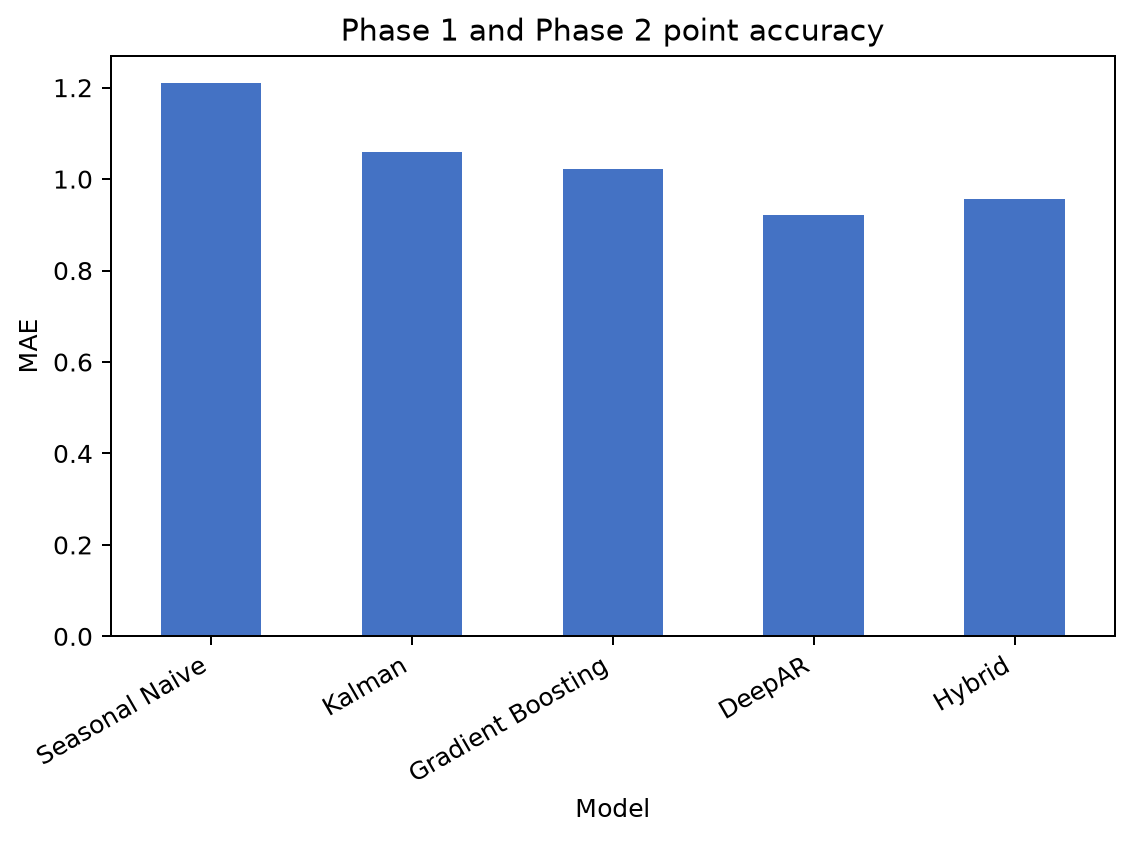 Phase 1 and Phase 2 point accuracy
MAE
1.2
1.0
0.8
0.6
0.4
0.2
0.0
Seasonal Naive
Kalman
Gradient Boosting
DeepAR
Hybrid
Model